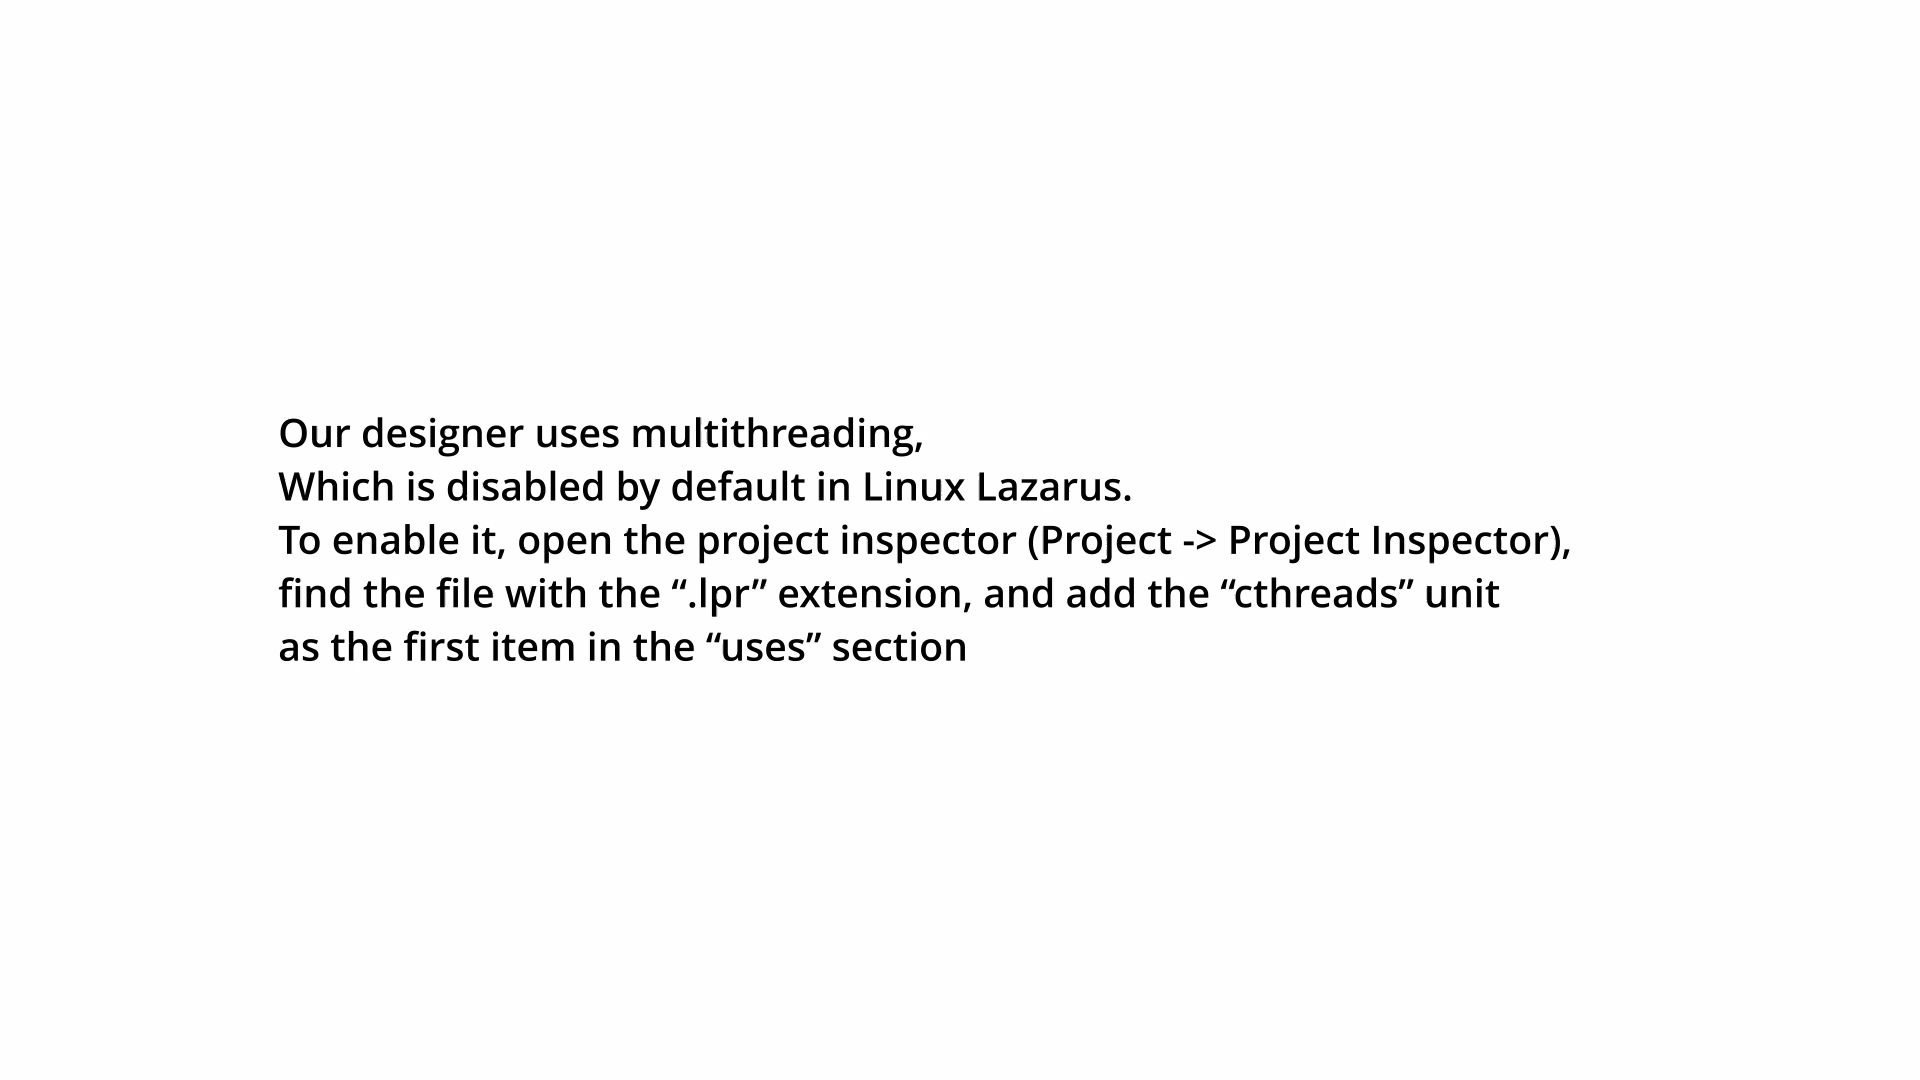 Our designer uses multithreading,
Which is disabled by default in Linux Lazarus.
To enable it, open the project inspector (Project -> Project Inspector),
find the file with the “.lpr” extension, and add the “cthreads” unit
as the first item in the “uses” section